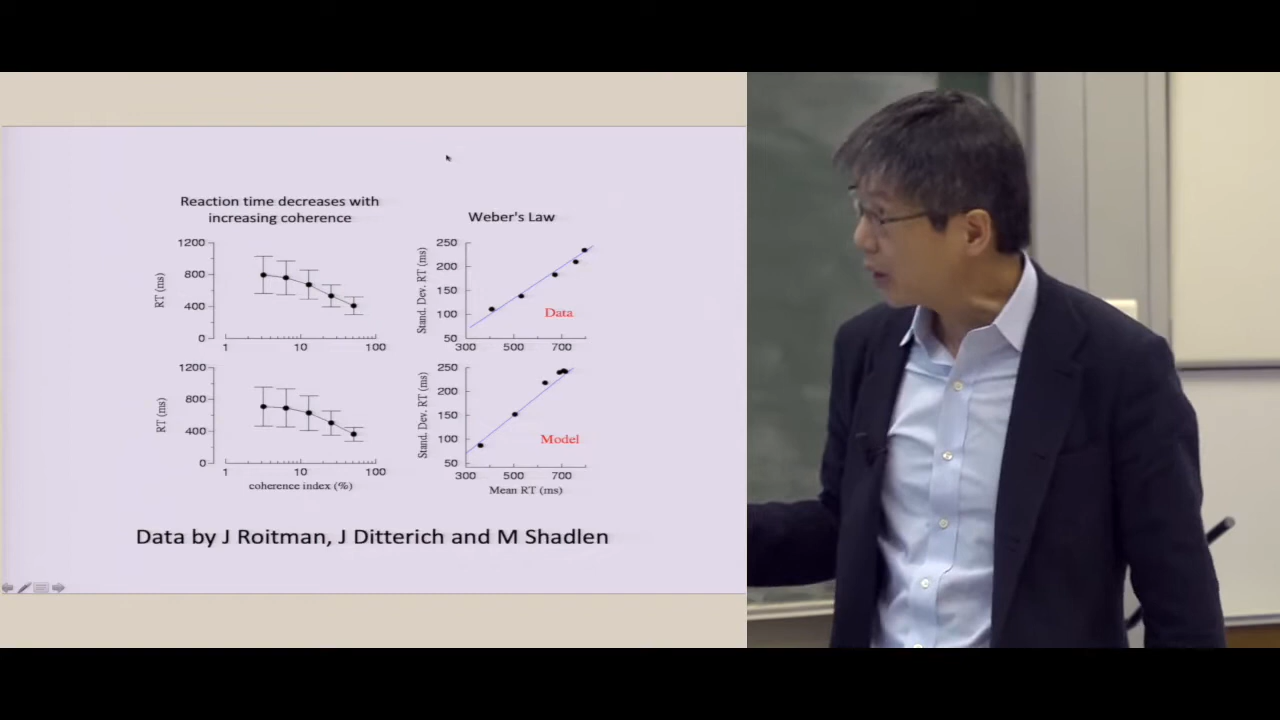 Reaction time decreases with
increasing coherence
Weber's Law
1200
800
400
0
RT (ms)
1
10
100
250
200
150
100
50
Stand. Dev. RT (ms)
Data
300
500
700
1200
800
400
0
RT (ms)
1
10
100
coherence index (%)
250
200
150
100
50
Stand. Dev. RT (ms)
Model
300
500
700
Mean RT (ms)
Data by J Roitman, J Ditterich and M Shadlen